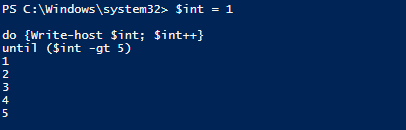 PS C:\Windows\system32> $int = 1
do {Write-host $int; $int++}
until ($int -gt 5)
1
2
3
4
5